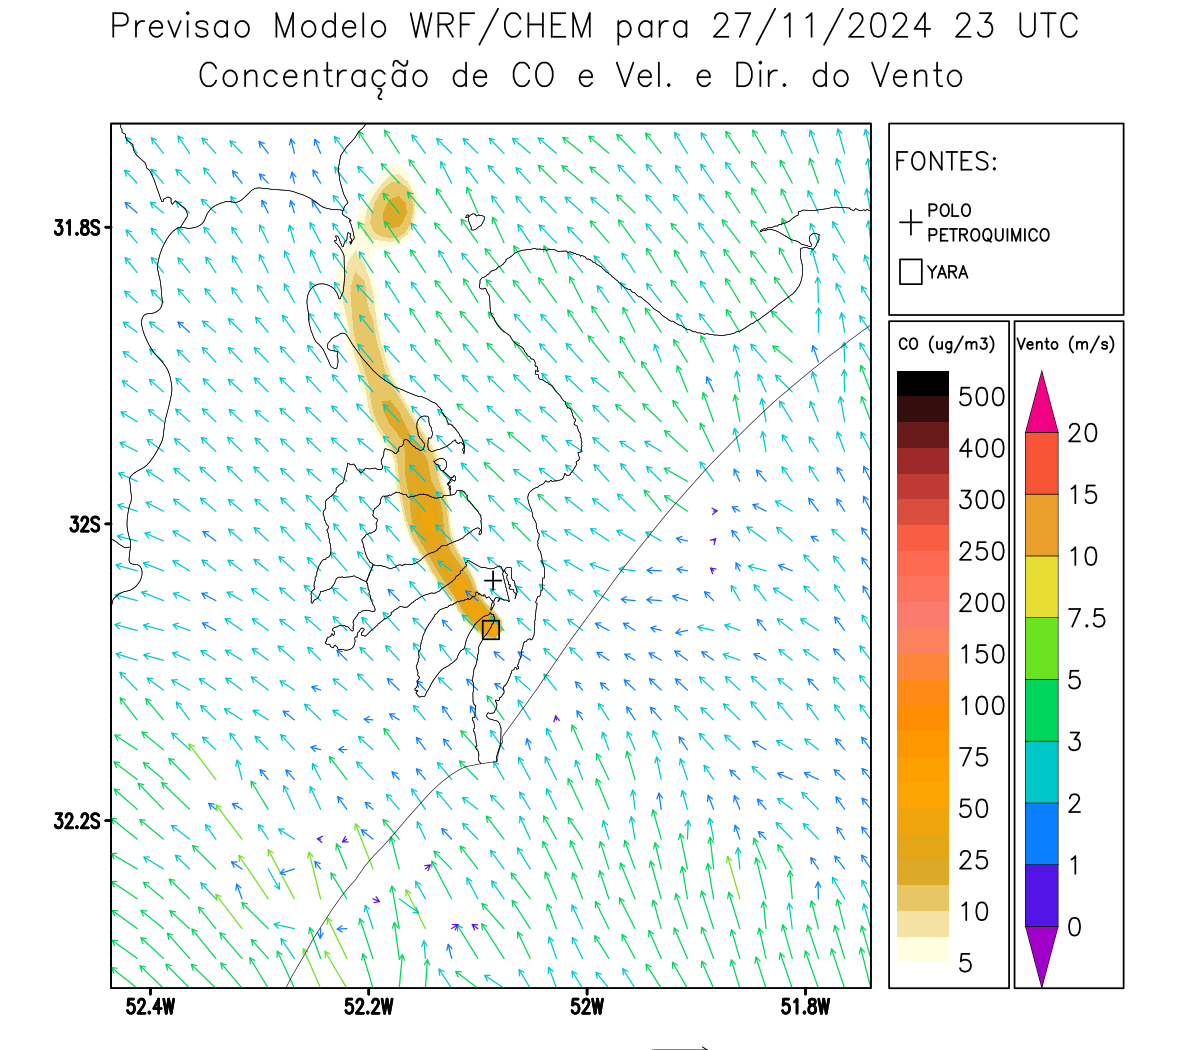 Previsao Modelo WRF/CHEM para 27/11/2024 23 UTC
Concentração de CO e Vel. e Dir. do Vento
FONTES:
POLO
PETROQUIMICO
YARA
31.8S
32S
32.2S
52.4W 52.2W 52W 51.8W
CO (ug/m3)
500
400
300
250
200
150
100
75
50
25
10
5
Vento (m/s)
20
15
10
7.5
5
3
2
1
0